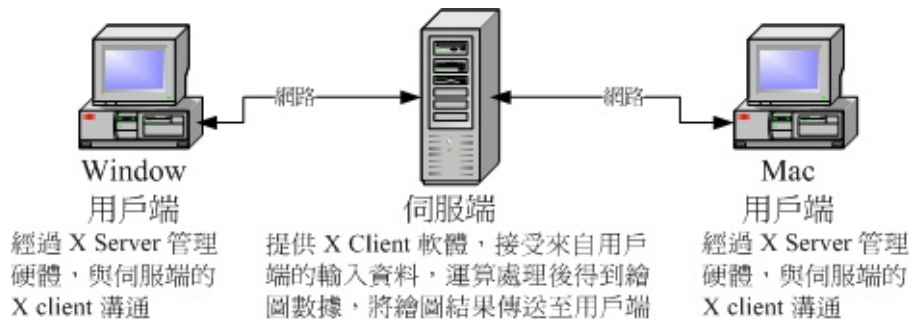 網路
網路
Window
用戶端
經過 X Server 管理
硬體，與伺服端的
X client 溝通
伺服端
提供 X Client 軟體，接受來自用戶
端的輸入資料，運算處理後得到繪
圖數據，將繪圖結果傳送至用戶端
Mac
用戶端
經過 X Server 管理
硬體，與伺服端的
X client 溝通